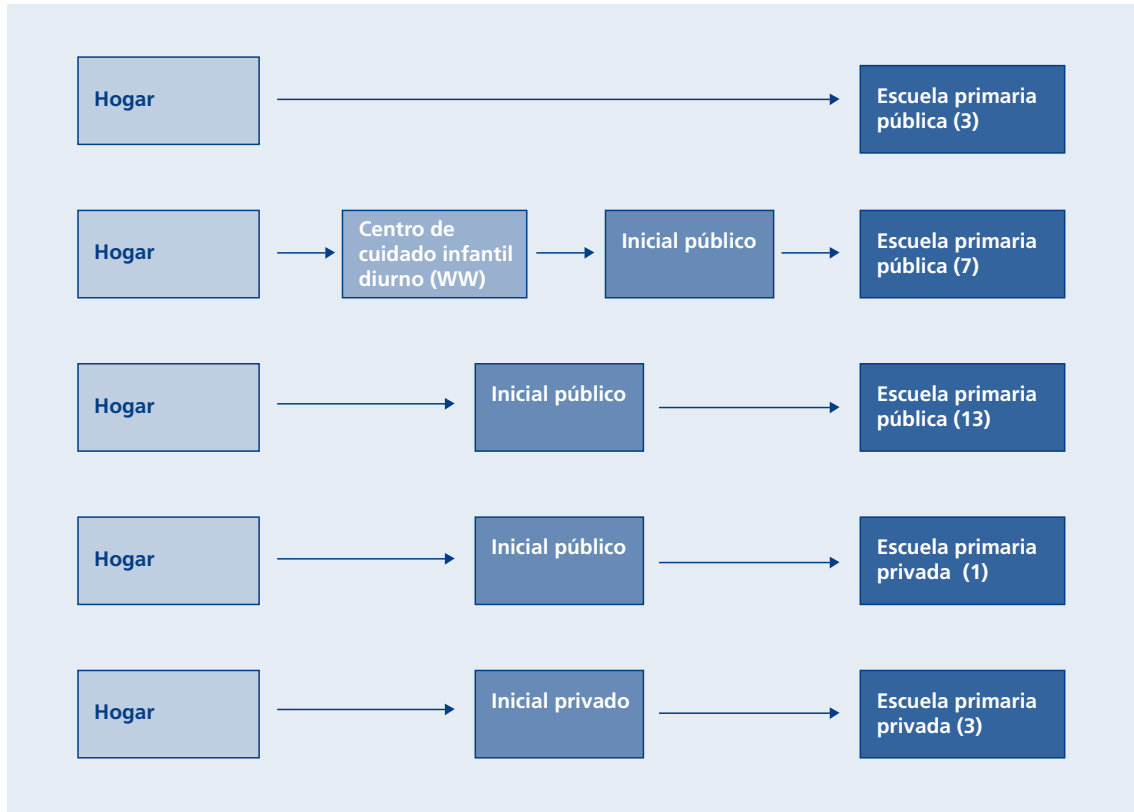 Hogar
Escuela primaria
pública (3)
Hogar
Centro de
cuidado infantil
diurno (WW)
Inicial público
Escuela primaria
pública (7)
Hogar
Inicial público
Escuela primaria
pública (13)
Hogar
Inicial público
Escuela primaria
privada (1)
Hogar
Inicial privado
Escuela primaria
privada (3)